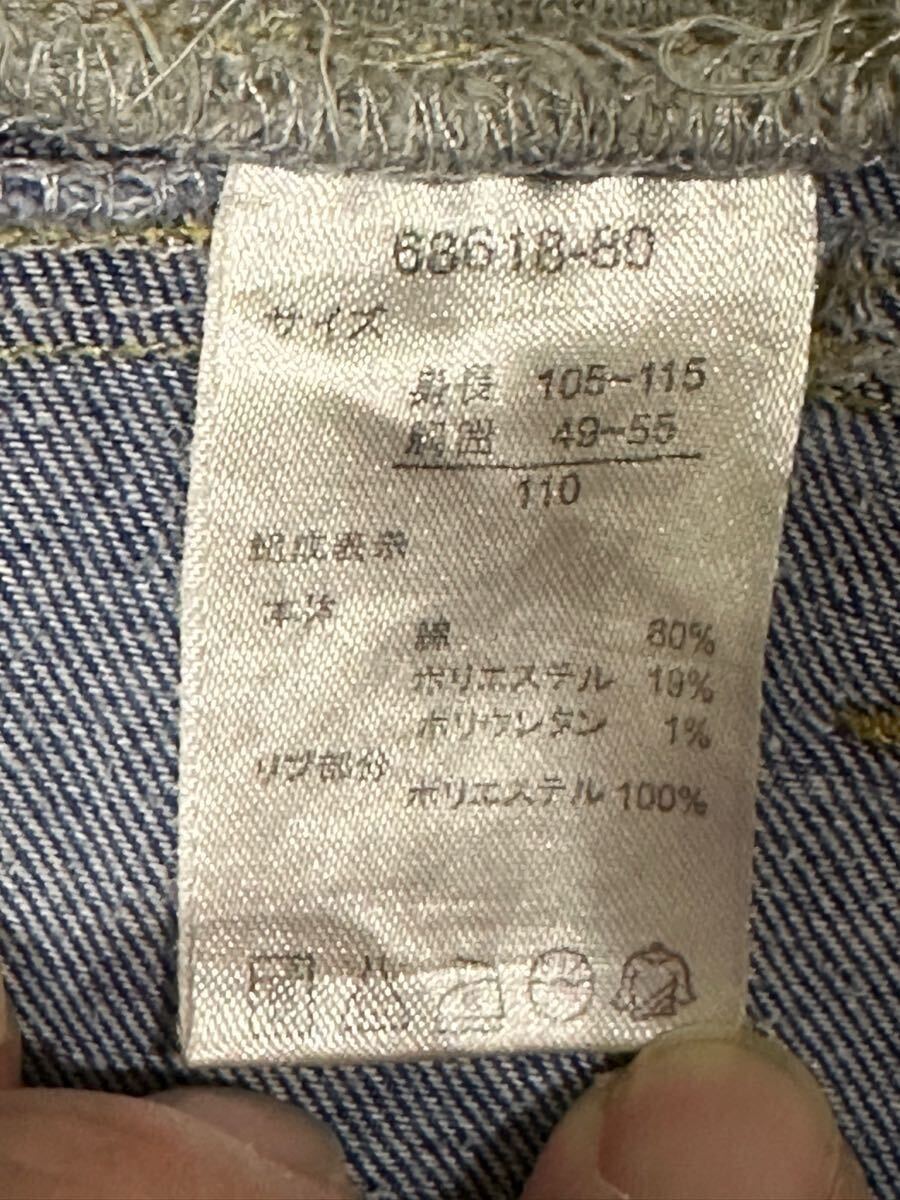 68618-80
サイズ
身長 105-115
胸囲 49-55
110
組成表示
本体
綿 80%
ポリエステル 19%
ポリウレタン 1%
リブ部分
ポリエステル 100%